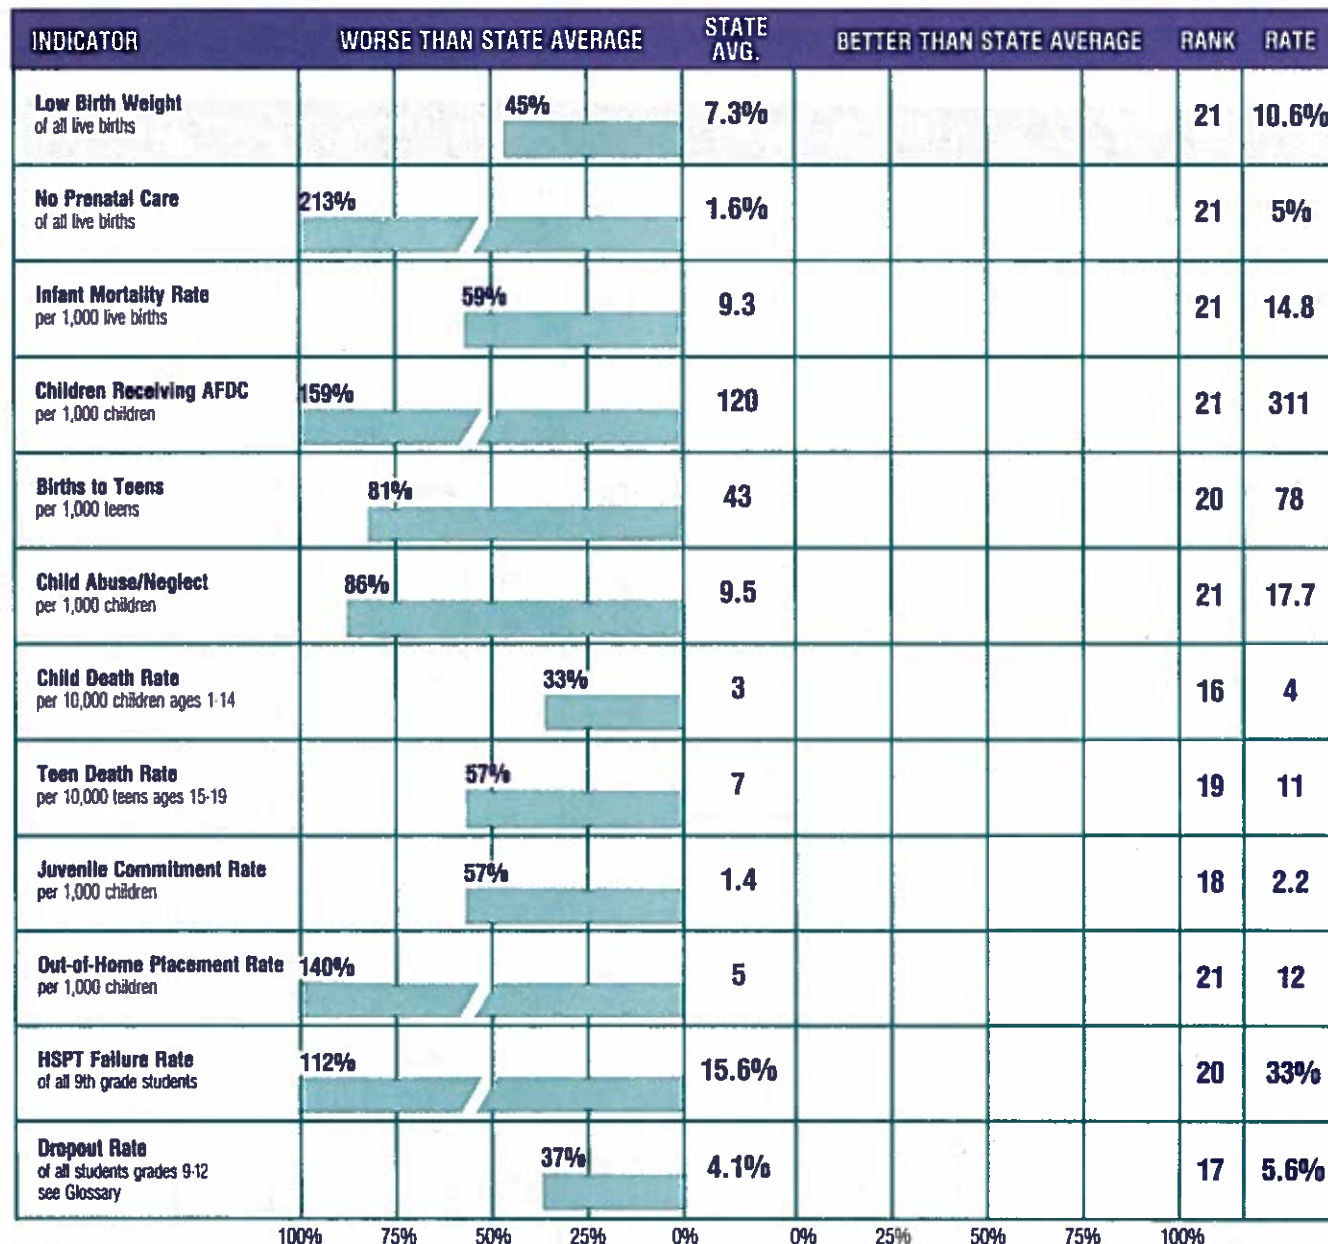 INDICATOR WORSE THAN STATE AVERAGE STATE AVG. BETTER THAN STATE AVERAGE RANK RATE
Low Birth Weight 45% 7.3% 21 10.6%
of all live births
No Prenatal Care 213% 1.6% 21 5%
of all live births
Infant Mortality Rate 59% 9.3 21 14.8
per 1,000 live births
Children Receiving AFDC 159% 120 21 311
per 1,000 children
Births to Teens 81% 43 20 78
per 1,000 teens
Child Abuse/Neglect 86% 9.5 21 17.7
per 1,000 children
Child Death Rate 33% 3 16 4
per 10,000 children ages 1-14
Teen Death Rate 57% 7 19 11
per 10,000 teens ages 15-19
Juvenile Commitment Rate 57% 1.4 18 2.2
per 1,000 children
Out-of-Home Placement Rate 140% 5 21 12
per 1,000 children
HSPT Failure Rate 112% 15.6% 20 33%
of all 9th grade students
Dropout Rate 37% 4.1% 17 5.6%
of all students grades 9-12
see Glossary
100% 75% 50% 25% 0% 0% 25% 50% 75% 100%